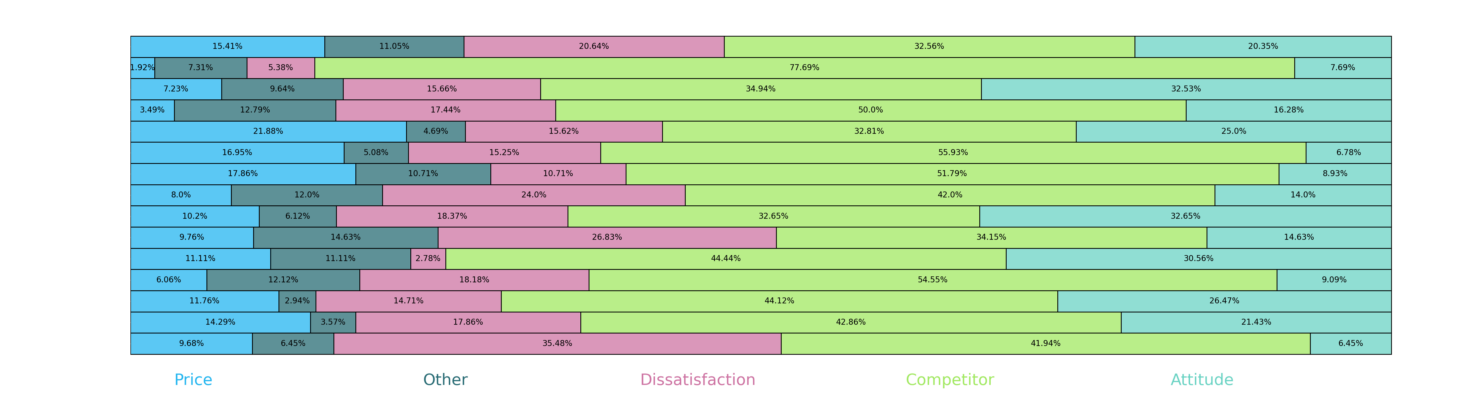 15.41% 11.05% 20.64% 32.56% 20.35%
1.92% 7.31% 5.38% 77.69% 7.69%
7.23% 9.64% 15.66% 34.94% 32.53%
3.49% 12.79% 17.44% 50.0% 16.28%
21.88% 4.69% 15.62% 32.81% 25.0%
16.95% 5.08% 15.25% 55.93% 6.78%
17.86% 10.71% 10.71% 51.79% 8.93%
8.0% 12.0% 24.0% 42.0% 14.0%
10.2% 6.12% 18.37% 32.65% 32.65%
9.76% 14.63% 26.83% 34.15% 14.63%
11.11% 11.11% 2.78% 44.44% 30.56%
6.06% 12.12% 18.18% 54.55% 9.09%
11.76% 2.94% 14.71% 44.12% 26.47%
14.29% 3.57% 17.86% 42.86% 21.43%
9.68% 6.45% 35.48% 41.94% 6.45%
Price Other Dissatisfaction Competitor Attitude